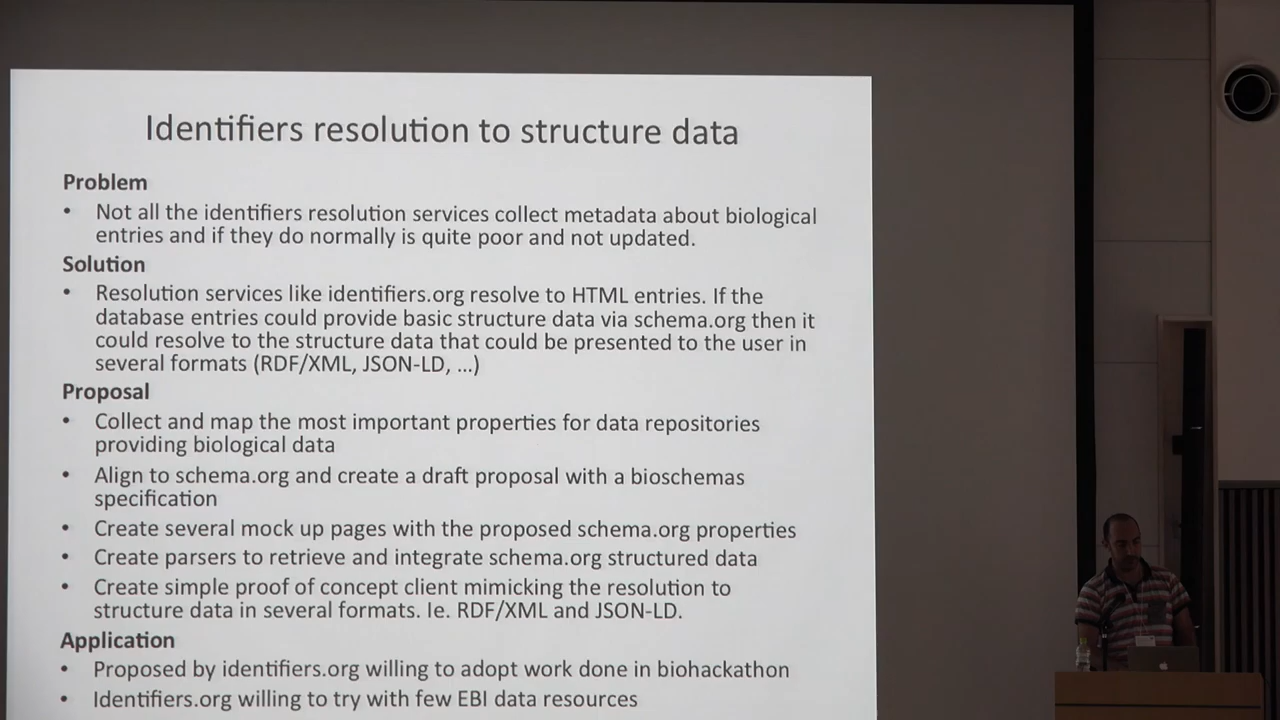 Identifiers resolution to structure data
Problem
• Not all the identifiers resolution services collect metadata about biological
entries and if they do normally is quite poor and not updated.
Solution
• Resolution services like identifiers.org resolve to HTML entries. If the
database entries could provide basic structure data via schema.org then it
could resolve to the structure data that could be presented to the user in
several formats (RDF/XML, JSON-LD, ...)
Proposal
• Collect and map the most important properties for data repositories
providing biological data
• Align to schema.org and create a draft proposal with a bioschemas
specification
• Create several mock up pages with the proposed schema.org properties
• Create parsers to retrieve and integrate schema.org structured data
• Create simple proof of concept client mimicking the resolution to
structure data in several formats. Ie. RDF/XML and JSON-LD.
Application
• Proposed by identifiers.org willing to adopt work done in biohackathon
• Identifiers.org willing to try with few EBI data resources